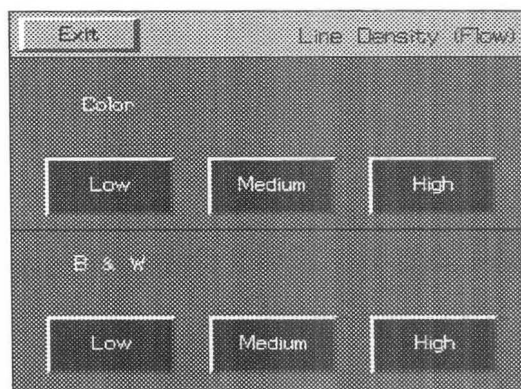 Exit Line Density (Flow)
Color
Low Medium High
B & W
Low Medium High